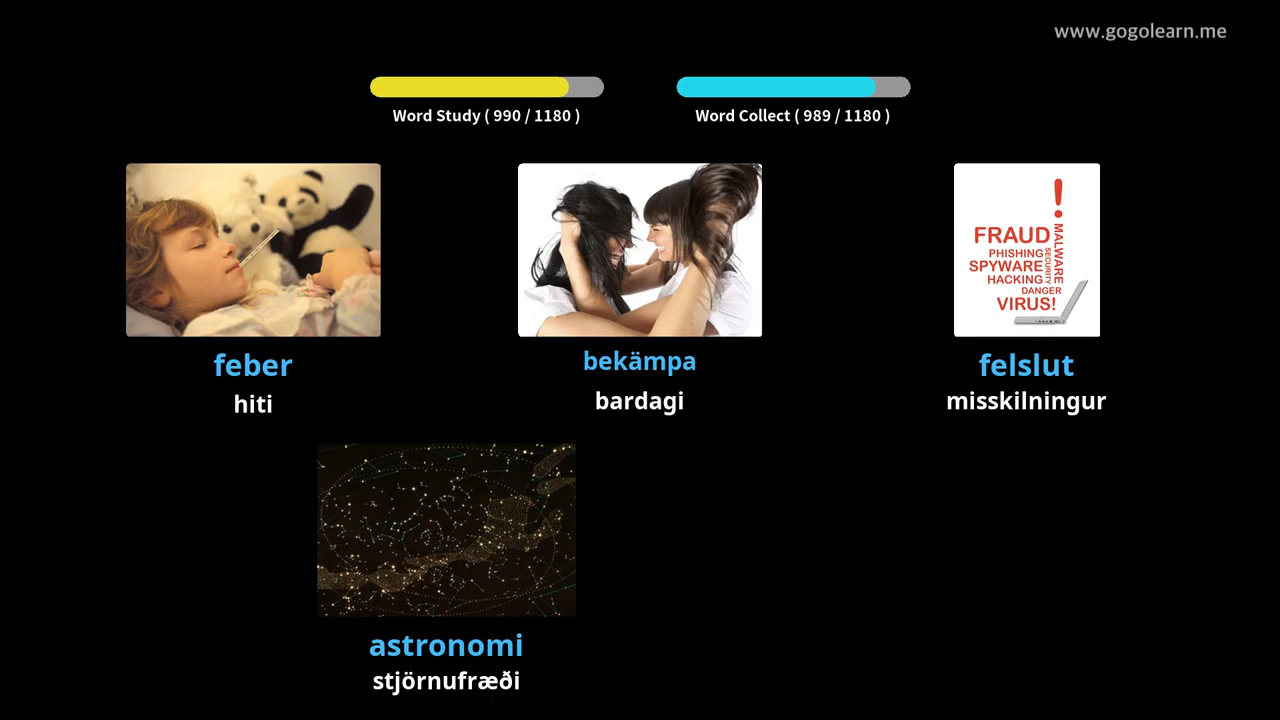 www.gogolearn.me
Word Study ( 990 / 1180 )
Word Collect ( 989 / 1180 )
FRAUD
PHISHING
SPYWARE
HACKING
DANGER
VIRUS!
SECURITY
! MALWARE
feber
hiti
bekämpa
bardagi
felslut
misskilningur
astronomi
stjörnufræði